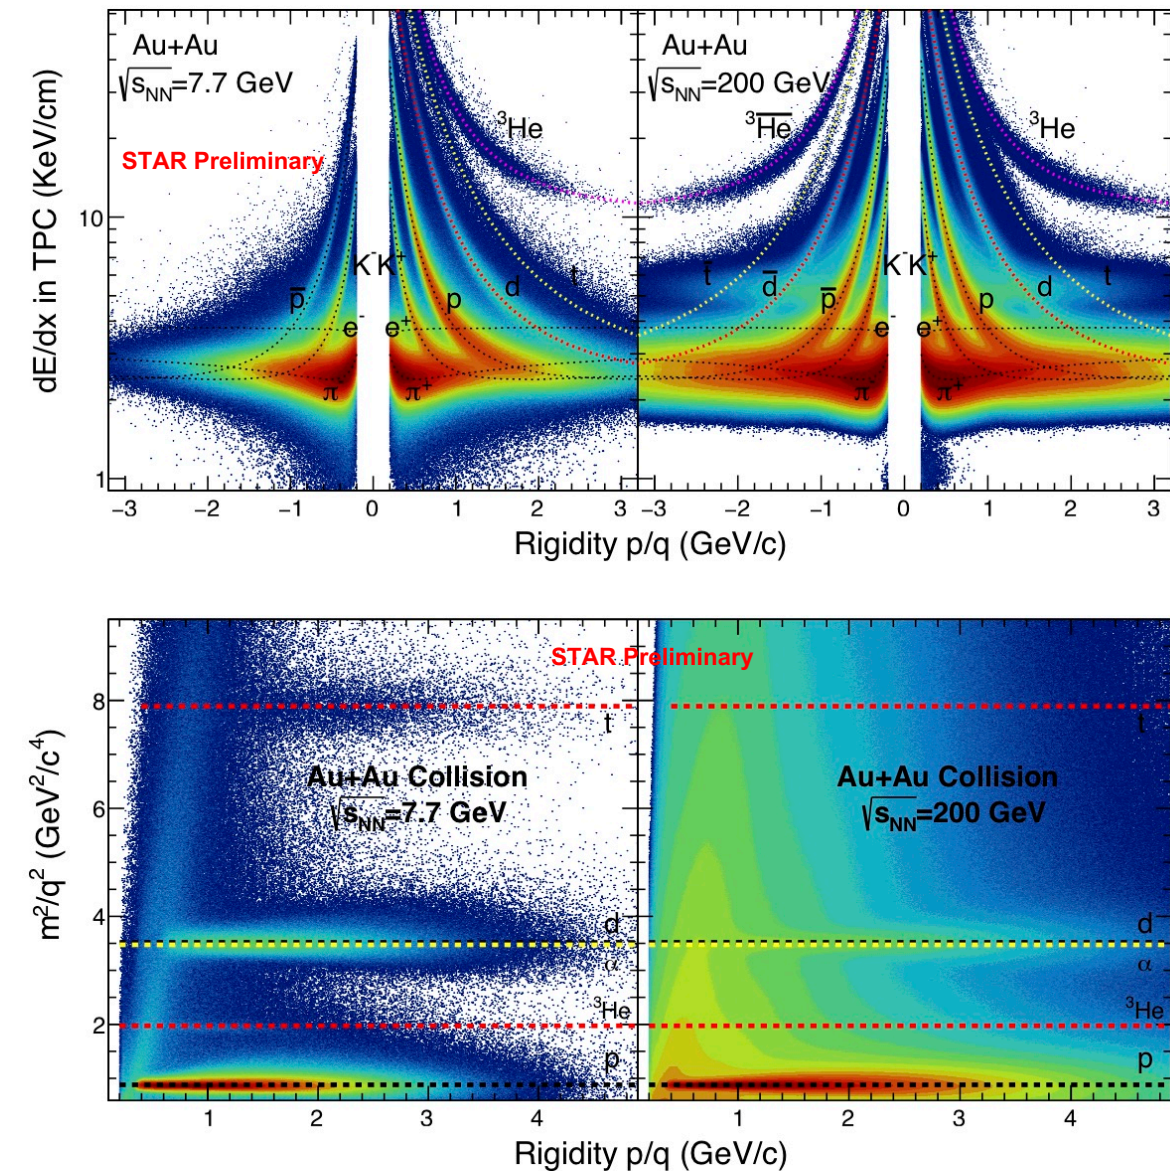 Au+Au
√sNN=7.7 GeV
STAR Preliminary
3He
K- K+
p̄
e- e+
p
d
t
π-
π+
Au+Au
√sNN=200 GeV
3H̅e̅
3He
K- K+
t̄
d̄
p̄
e- e+
p
d
t
π-
π+
dE/dx in TPC (KeV/cm)
10
1
−3 −2 −1 0 1 2 3
−3 −2 −1 0 1 2 3
Rigidity p/q (GeV/c)
STAR Preliminary
m2/q2 (GeV2/c4)
8
6
4
2
t
Au+Au Collision
√sNN=7.7 GeV
d
α
3He
p
t
Au+Au Collision
√sNN=200 GeV
d
α
3He
p
1 2 3 4
1 2 3 4
Rigidity p/q (GeV/c)